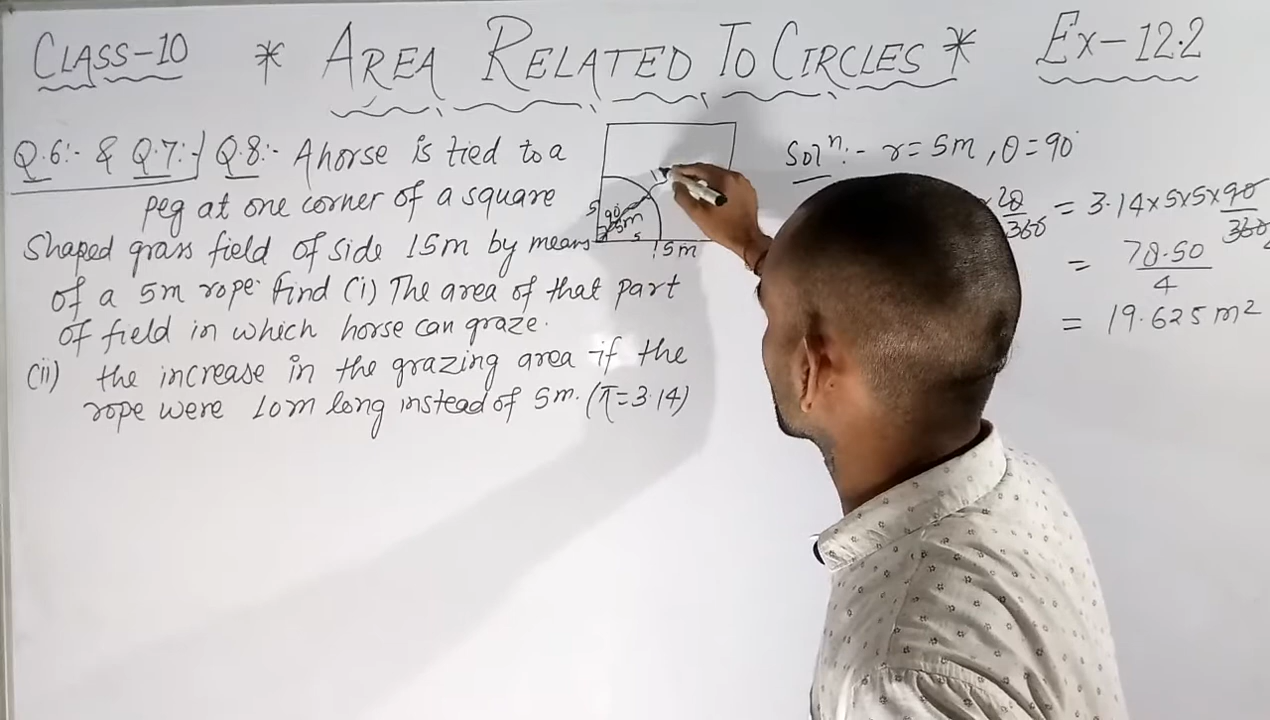 CLASS-10 * AREA RELATED TO CIRCLES * Ex-12.2
Q.6:- & Q.7:- Q.8:- A horse is tied to a
peg at one corner of a square
shaped grass field of side 15m by means
of a 5m rope. find (i) The area of that part
of field in which horse can graze.
(ii) the increase in the grazing area if the
rope were 10m long instead of 5m. (π=3.14)
5
90°
5m
5
15m
Solⁿ:- r=5m, θ=90°
360 = 3.14×5×5×90/360
= 78.50/4
= 19.625 m²